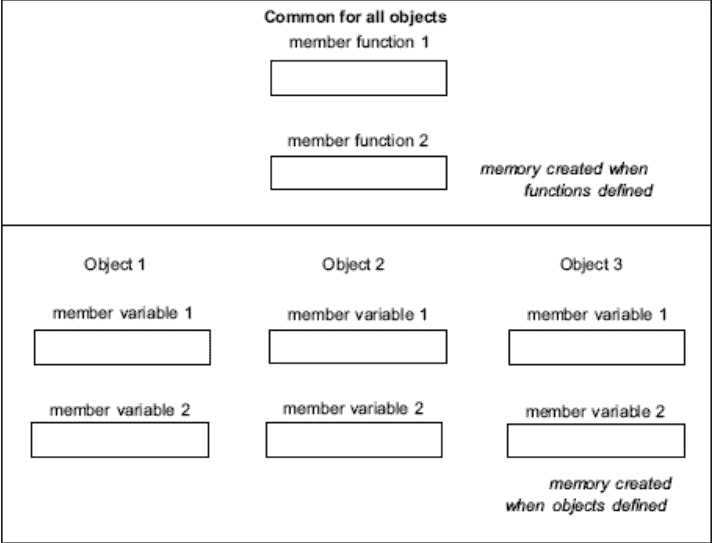 Common for all objects
member function 1
member function 2
memory created when
functions defined
Object 1
Object 2
Object 3
member variable 1
member variable 1
member variable 1
member variable 2
member variable 2
member variable 2
memory created
when objects defined